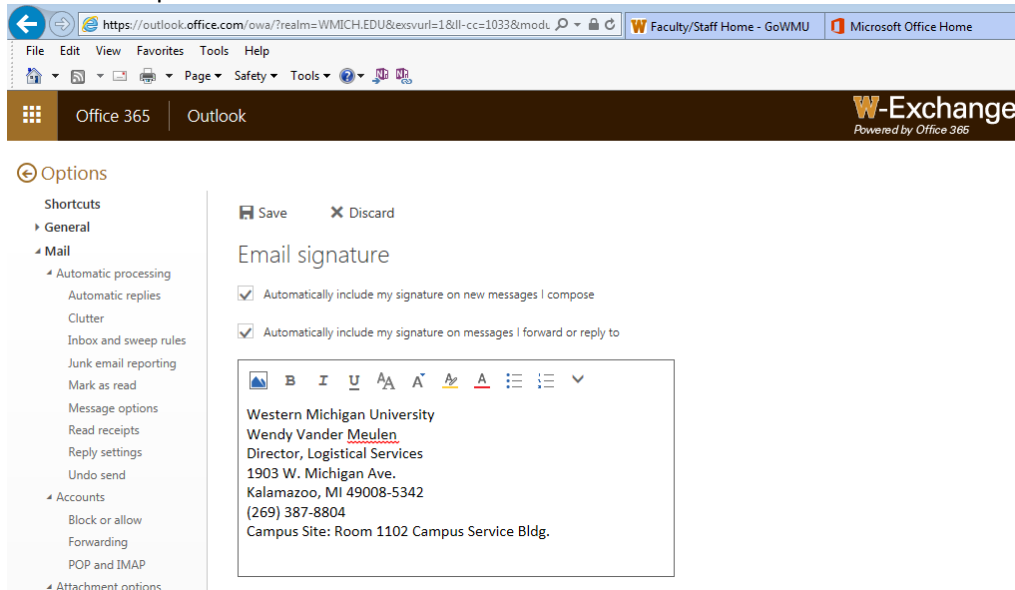 https://outlook.office.com/owa/?realm=WMICH.EDU&exsvurl=1&ll-cc=1033&modu
Faculty/Staff Home - GoWMU
Microsoft Office Home
File Edit View Favorites Tools Help
Page Safety Tools
Office 365 Outlook
W-Exchange
Powered by Office 365
Options
Shortcuts
General
Mail
Automatic processing
Automatic replies
Clutter
Inbox and sweep rules
Junk email reporting
Mark as read
Message options
Read receipts
Reply settings
Undo send
Accounts
Block or allow
Forwarding
POP and IMAP
Attachment options
Save Discard
Email signature
Automatically include my signature on new messages I compose
Automatically include my signature on messages I forward or reply to
B I U AA A A A
Western Michigan University
Wendy Vander Meulen
Director, Logistical Services
1903 W. Michigan Ave.
Kalamazoo, MI 49008-5342
(269) 387-8804
Campus Site: Room 1102 Campus Service Bldg.